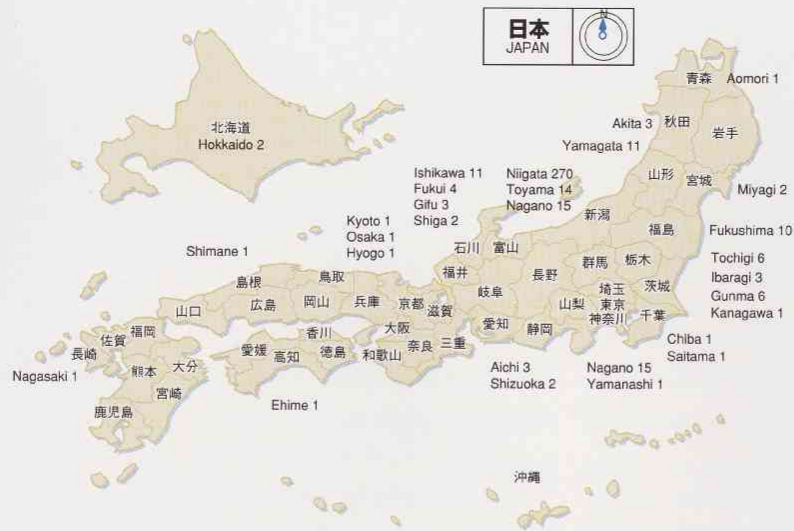 日本
JAPAN
N
青森 Aomori 1
北海道
Hokkaido 2
Akita 3 秋田
岩手
Yamagata 11
山形
宮城
Miyagi 2
Ishikawa 11
Fukui 4
Gifu 3
Shiga 2
Niigata 270
Toyama 14
Nagano 15
新潟
福島
Fukushima 10
Kyoto 1
Osaka 1
Hyogo 1
Shimane 1
石川
富山
福井
岐阜
長野
群馬
栃木
茨城
埼玉
東京
神奈川
千葉
山梨
Tochigi 6
Ibaragi 3
Gunma 6
Kanagawa 1
Chiba 1
Saitama 1
島根
鳥取
山口
広島
岡山
兵庫
京都
滋賀
愛知
静岡
大阪
奈良
三重
和歌山
香川
愛媛
高知
徳島
福岡
佐賀
長崎
熊本
大分
宮崎
鹿児島
Nagasaki 1
Ehime 1
Aichi 3
Shizuoka 2
Nagano 15
Yamanashi 1
沖縄